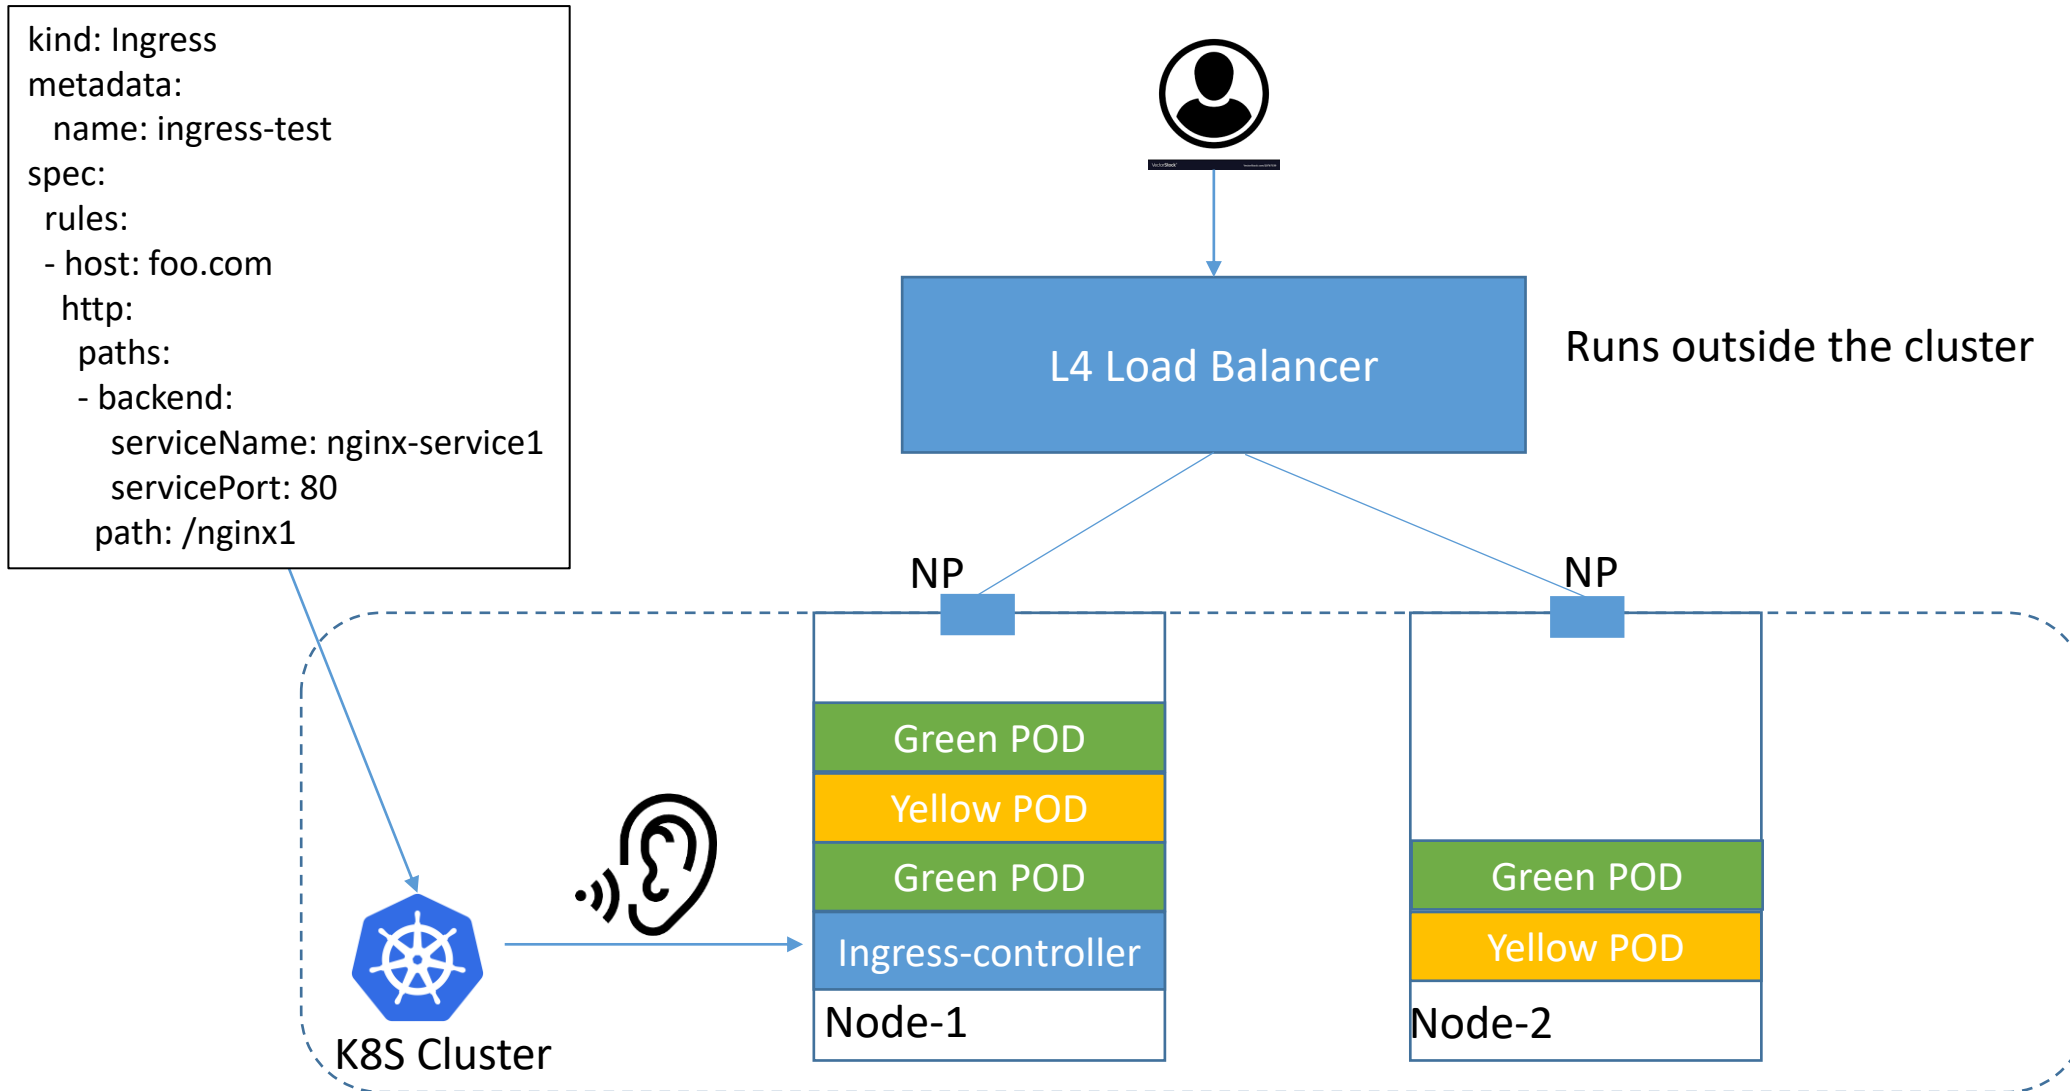 kind: Ingress
metadata:
name: ingress-test
spec:
rules:
- host: foo.com
http:
paths:
- backend:
serviceName: nginx-service1
servicePort: 80
path: /nginx1
VectorStock
L4 Load Balancer
Runs outside the cluster
NP
NP
Green POD
Yellow POD
Green POD
Ingress-controller
Node-1
Green POD
Yellow POD
Node-2
K8S Cluster